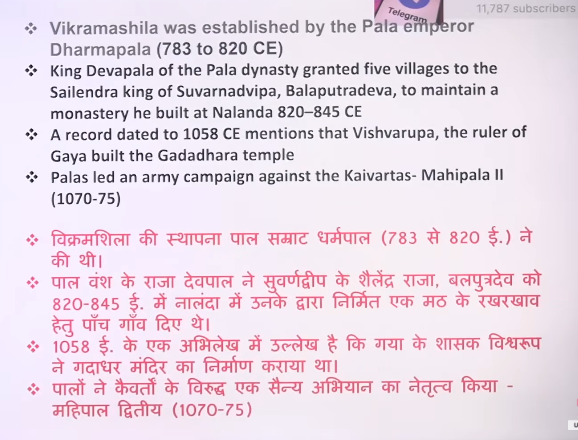 Telegram
11,787 subscribers
❖ Vikramashila was established by the Pala emperor
Dharmapala (783 to 820 CE)
❖ King Devapala of the Pala dynasty granted five villages to the
Sailendra king of Suvarnadvipa, Balaputradeva, to maintain a
monastery he built at Nalanda 820–845 CE
❖ A record dated to 1058 CE mentions that Vishvarupa, the ruler of
Gaya built the Gadadhara temple
❖ Palas led an army campaign against the Kaivartas- Mahipala II
(1070-75)
❖ विक्रमशिला की स्थापना पाल सम्राट धर्मपाल (783 से 820 ई.) ने
की थी।
❖ पाल वंश के राजा देवपाल ने सुवर्णद्वीप के शैलेंद्र राजा, बलपुत्रदेव को
820-845 ई. में नालंदा में उनके द्वारा निर्मित एक मठ के रखरखाव
हेतु पाँच गाँव दिए थे।
❖ 1058 ई. के एक अभिलेख में उल्लेख है कि गया के शासक विश्वरूप
ने गदाधर मंदिर का निर्माण कराया था।
❖ पालों ने कैवर्तों के विरुद्ध एक सैन्य अभियान का नेतृत्व किया -
महिपाल द्वितीय (1070-75)